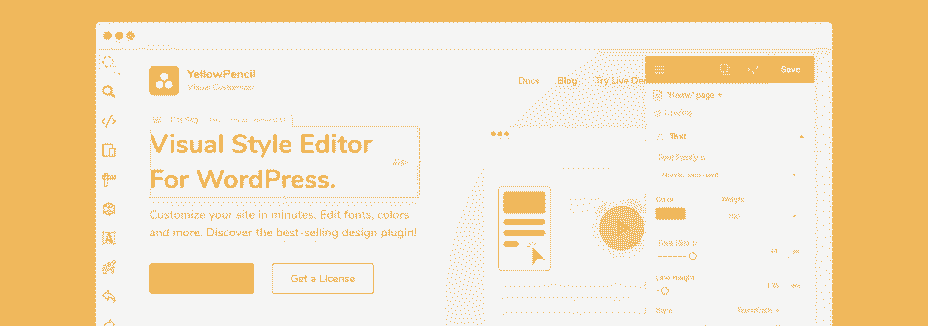 YellowPencil
Visual Customizer
Docs Blog Try Live De
Save
"Home" page
Visual Style Editor
For WordPress.
Customize your site in minutes. Edit fonts, colors
and more. Discover the best-selling design plugin!
Get a License
Text
Font Family
Color Weight
Line Height